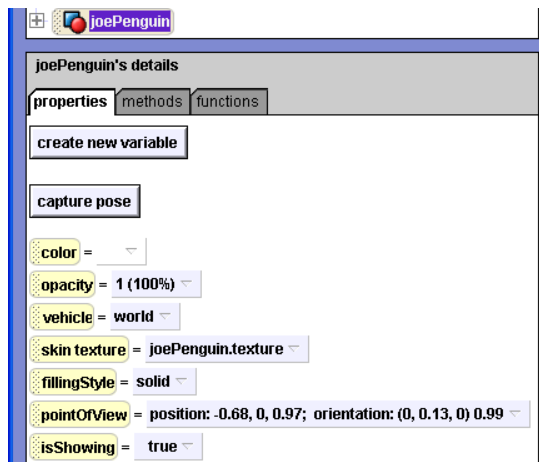 joePenguin
joePenguin's details
properties methods functions
create new variable
capture pose
color =
opacity = 1 (100%)
vehicle = world
skin texture = joePenguin.texture
fillingStyle = solid
pointOfView = position: -0.68, 0, 0.97; orientation: (0, 0.13, 0) 0.99
isShowing = true